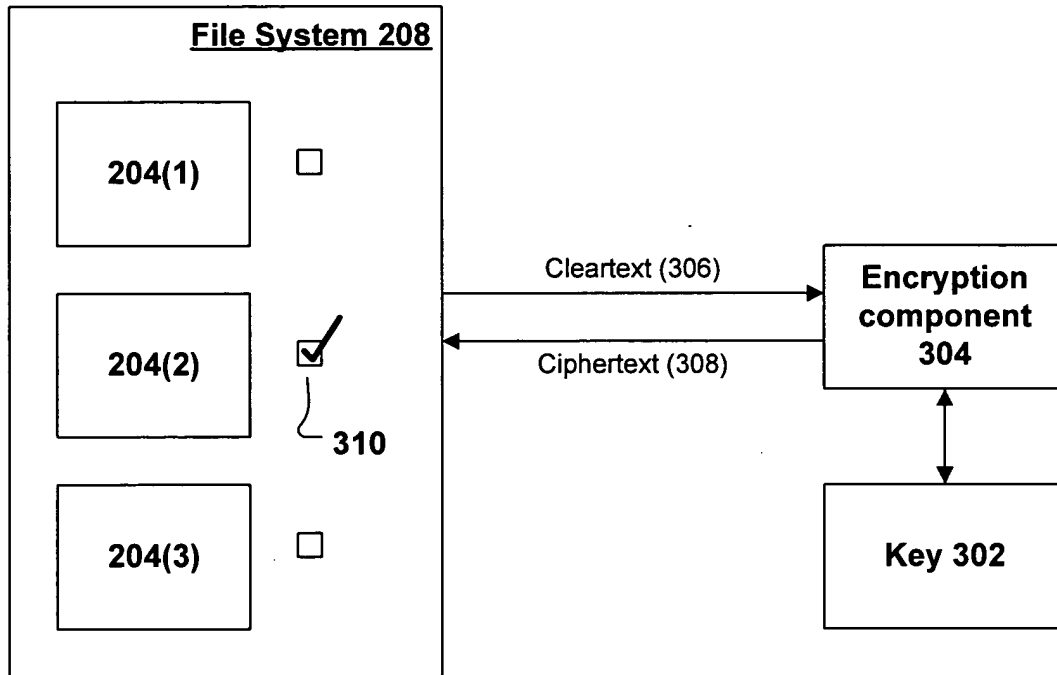 File System 208
204(1)
204(2)
310
204(3)
Cleartext (306)
Ciphertext (308)
Encryption
component
304
Key 302